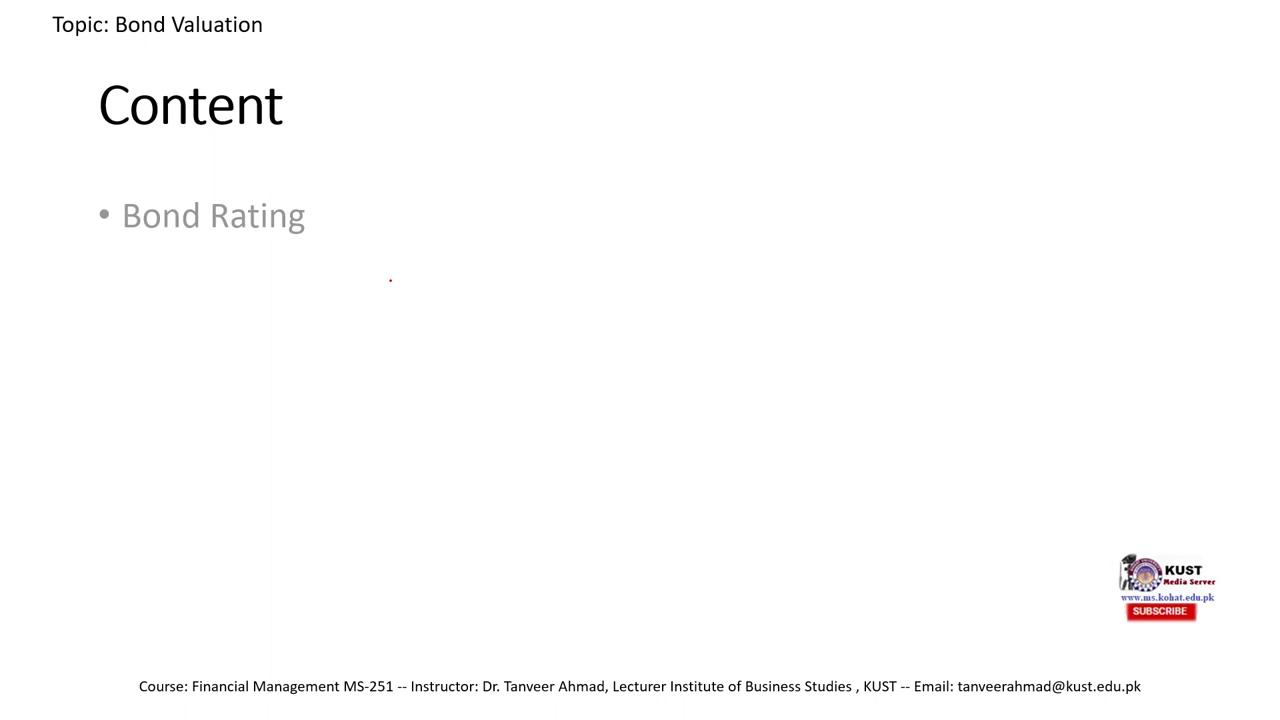 Topic: Bond Valuation
Content
• Bond Rating
KUST
Media Server
www.ms.kohat.edu.pk
SUBSCRIBE
Course: Financial Management MS-251 -- Instructor: Dr. Tanveer Ahmad, Lecturer Institute of Business Studies , KUST -- Email: tanveerahmad@kust.edu.pk